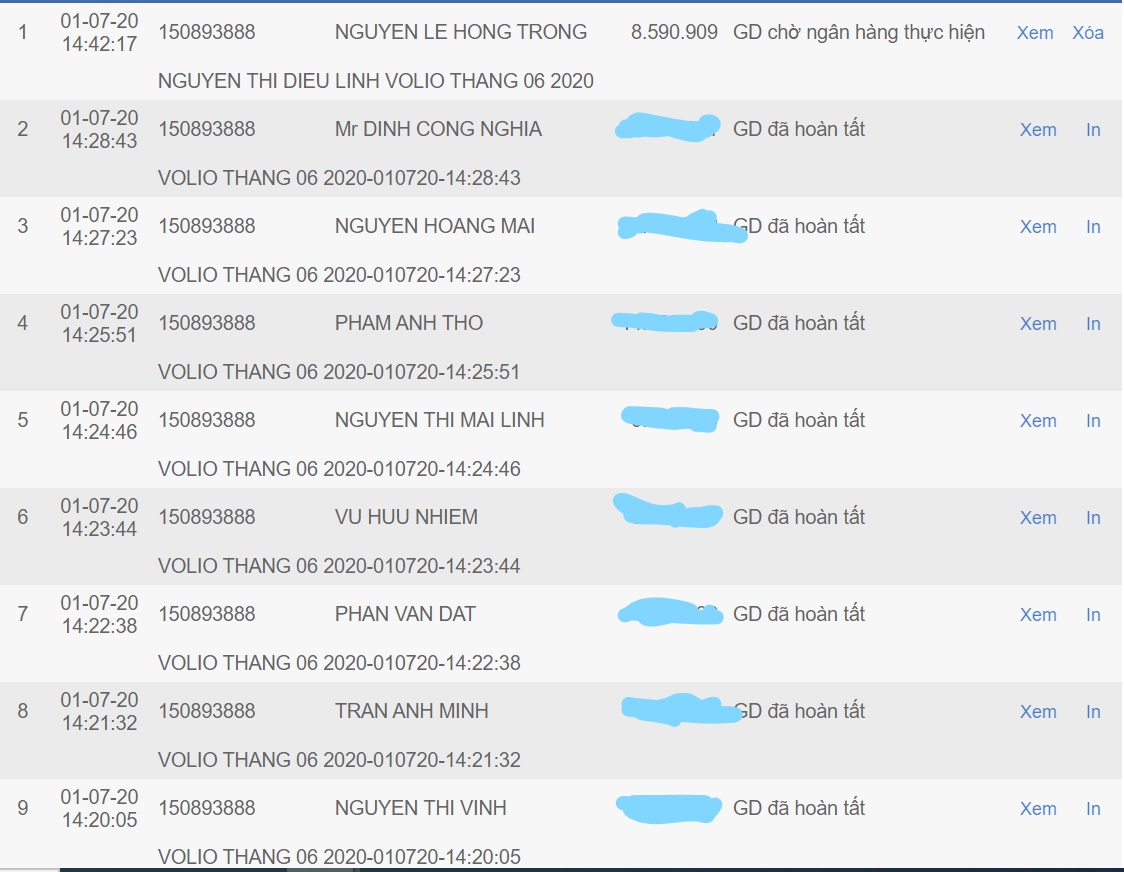 1 01-07-20 14:42:17 150893888 NGUYEN LE HONG TRONG 8.590.909 GD chờ ngân hàng thực hiện Xem Xóa
NGUYEN THI DIEU LINH VOLIO THANG 06 2020
2 01-07-20 14:28:43 150893888 Mr DINH CONG NGHIA GD đã hoàn tất Xem In
VOLIO THANG 06 2020-010720-14:28:43
3 01-07-20 14:27:23 150893888 NGUYEN HOANG MAI GD đã hoàn tất Xem In
VOLIO THANG 06 2020-010720-14:27:23
4 01-07-20 14:25:51 150893888 PHAM ANH THO GD đã hoàn tất Xem In
VOLIO THANG 06 2020-010720-14:25:51
5 01-07-20 14:24:46 150893888 NGUYEN THI MAI LINH GD đã hoàn tất Xem In
VOLIO THANG 06 2020-010720-14:24:46
6 01-07-20 14:23:44 150893888 VU HUU NHIEM GD đã hoàn tất Xem In
VOLIO THANG 06 2020-010720-14:23:44
7 01-07-20 14:22:38 150893888 PHAN VAN DAT GD đã hoàn tất Xem In
VOLIO THANG 06 2020-010720-14:22:38
8 01-07-20 14:21:32 150893888 TRAN ANH MINH GD đã hoàn tất Xem In
VOLIO THANG 06 2020-010720-14:21:32
9 01-07-20 14:20:05 150893888 NGUYEN THI VINH GD đã hoàn tất Xem In
VOLIO THANG 06 2020-010720-14:20:05